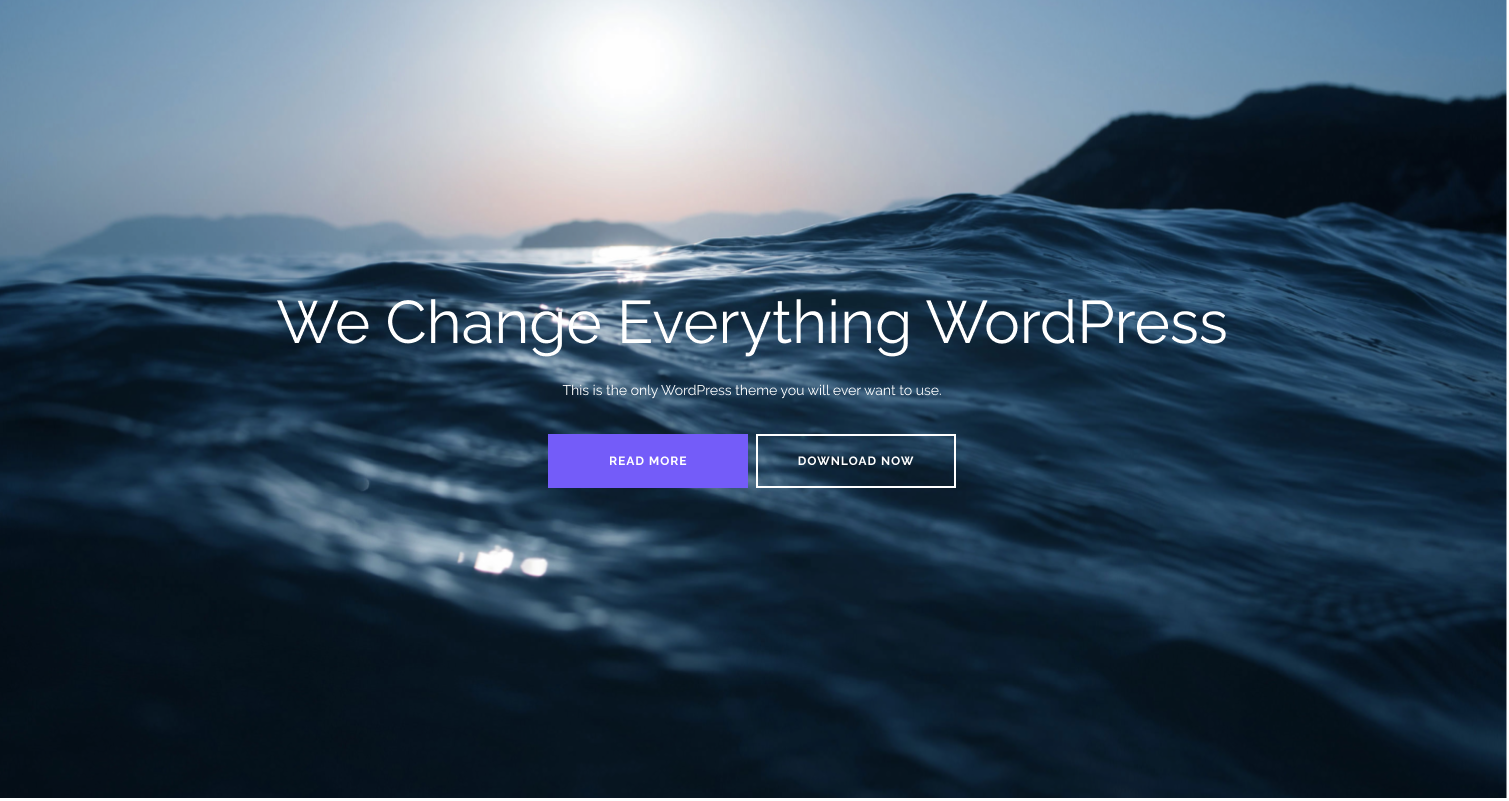 We Change Everything WordPress
This is the only WordPress theme you will ever want to use.
READ MORE
DOWNLOAD NOW